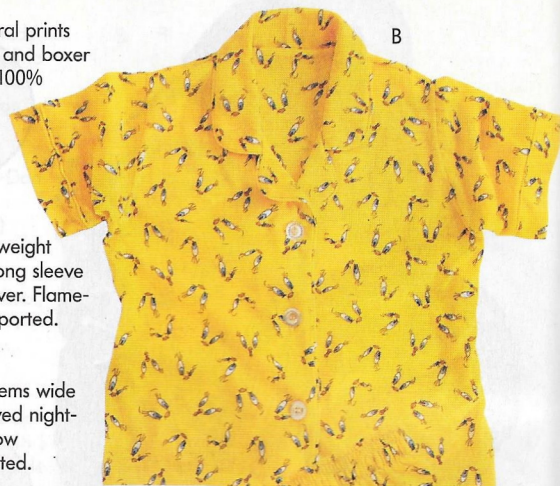 ral prints
and boxer
100%
B
weight
ong sleeve
ver. Flame-
ported.
ems wide
ved night-
ow
ted.